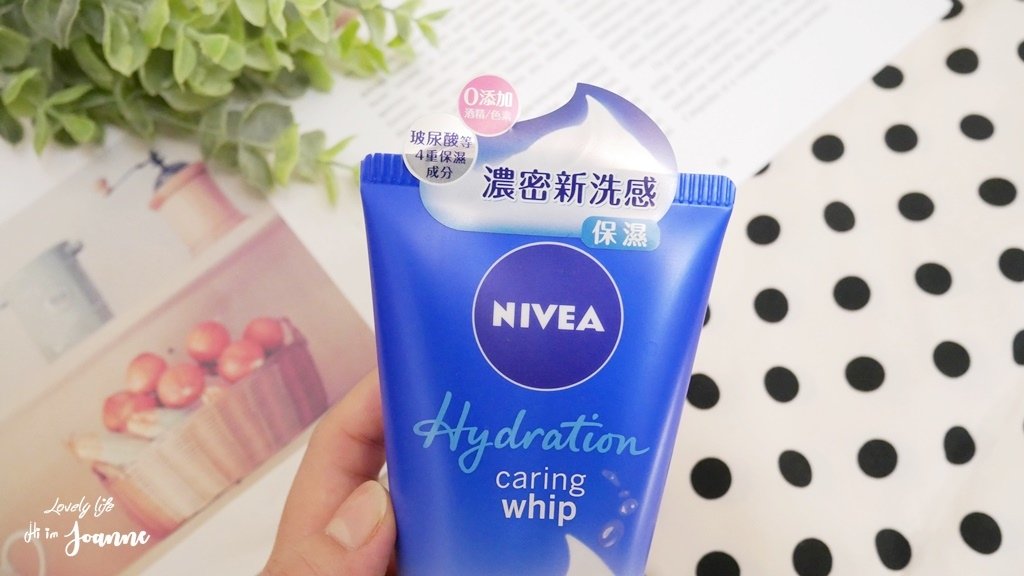 0添加
酒精/色素
玻尿酸等
4重保濕
成分
濃密新洗感
保濕
NIVEA
Hydration
caring
whip
Lovely life
Hi im Joanne